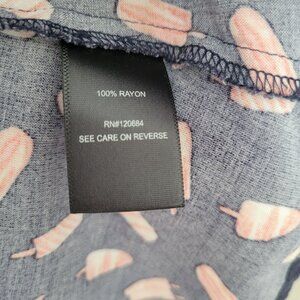 100% RAYON
RN#120684
SEE CARE ON REVERSE